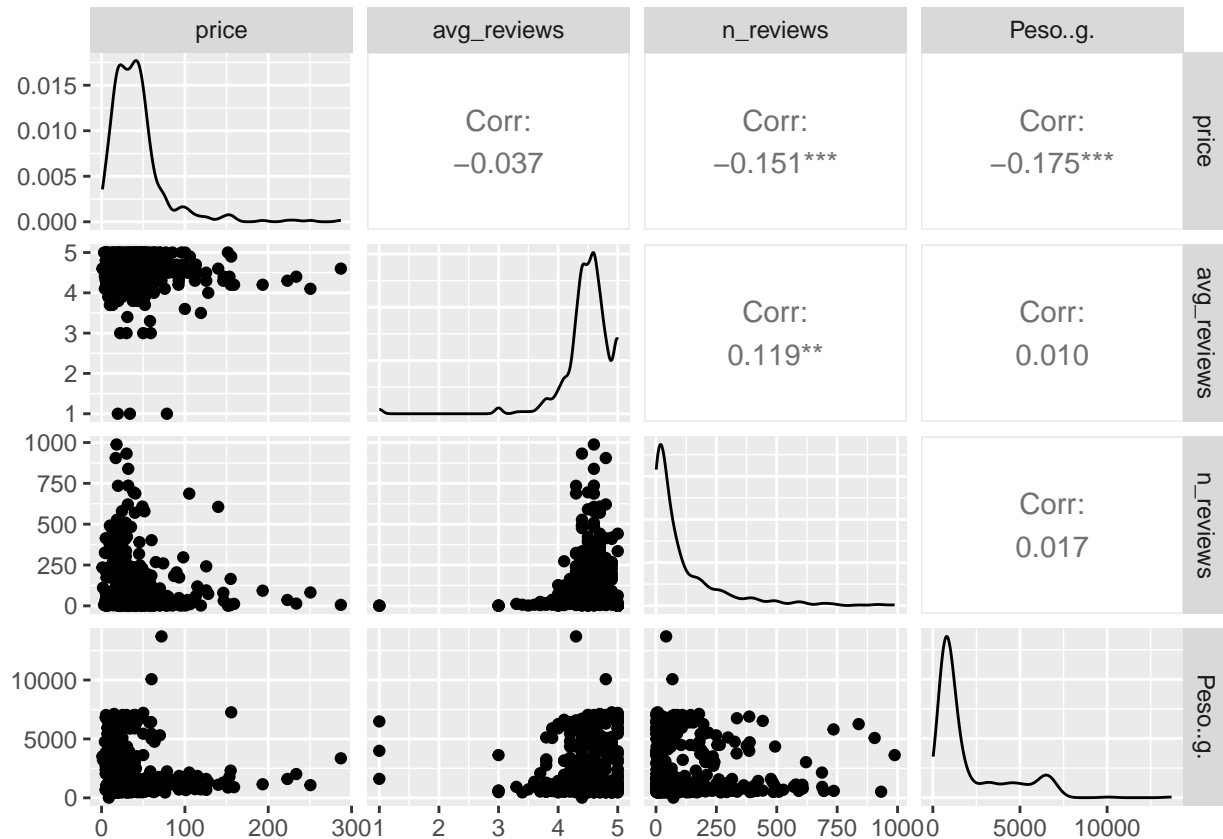 price avg_reviews n_reviews Peso..g.
0.015
0.010
0.005
0.000
Corr:
−0.037
Corr:
−0.151***
Corr:
−0.175***
price
5
4
3
2
1
Corr:
0.119**
Corr:
0.010
avg_reviews
1000
750
500
250
0
Corr:
0.017
n_reviews
10000
5000
0
Peso..g.
0 100 200 300 1 2 3 4 5 0 250 500 750 1000 0 5000 10000